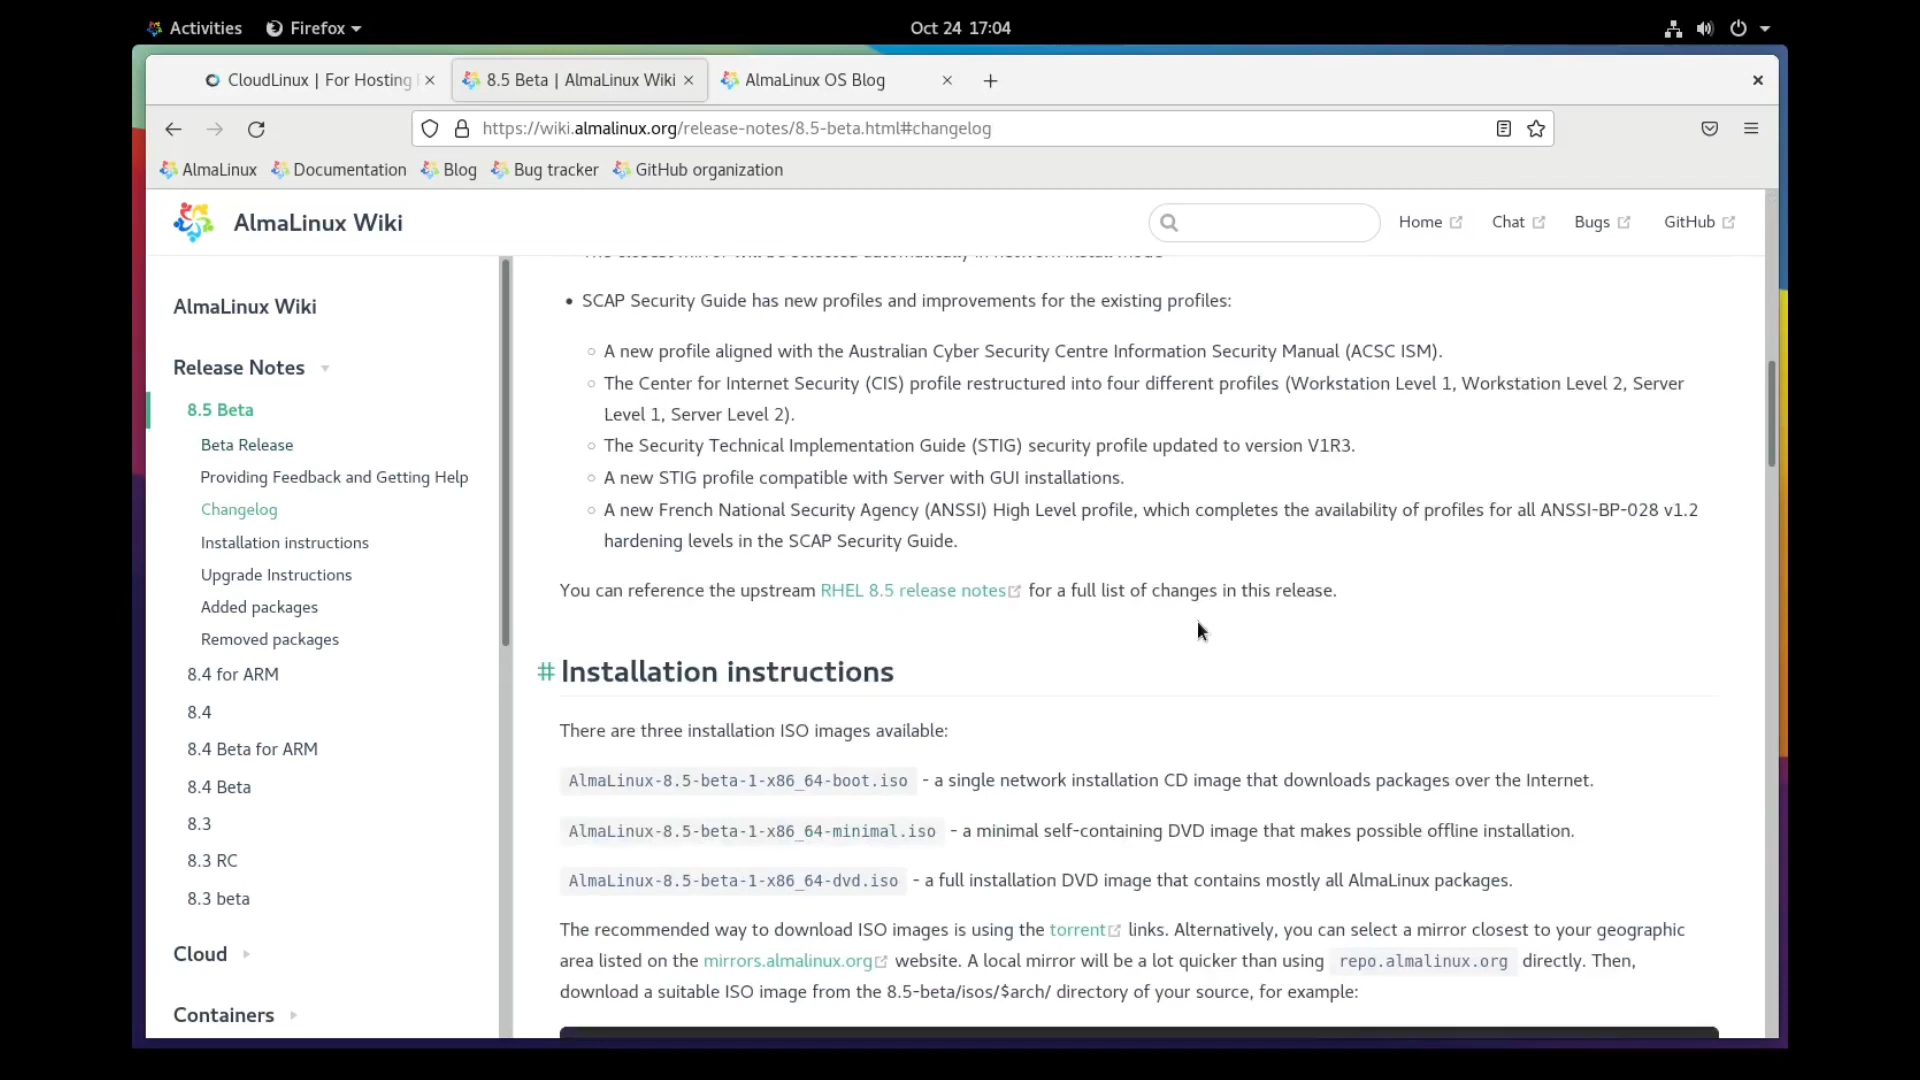 Activities Firefox Oct 24 17:04
CloudLinux | For Hosting 8.5 Beta | AlmaLinux Wiki AlmaLinux OS Blog
https://wiki.almalinux.org/release-notes/8.5-beta.html#changelog
AlmaLinux Documentation Blog Bug tracker GitHub organization
AlmaLinux Wiki Home Chat Bugs GitHub
AlmaLinux Wiki
Release Notes
8.5 Beta
Beta Release
Providing Feedback and Getting Help
Changelog
Installation instructions
Upgrade Instructions
Added packages
Removed packages
8.4 for ARM
8.4
8.4 Beta for ARM
8.4 Beta
8.3
8.3 RC
8.3 beta
Cloud
Containers
The closest mirror will be selected automatically in network install mode
• SCAP Security Guide has new profiles and improvements for the existing profiles:
◦ A new profile aligned with the Australian Cyber Security Centre Information Security Manual (ACSC ISM).
◦ The Center for Internet Security (CIS) profile restructured into four different profiles (Workstation Level 1, Workstation Level 2, Server
Level 1, Server Level 2).
◦ The Security Technical Implementation Guide (STIG) security profile updated to version V1R3.
◦ A new STIG profile compatible with Server with GUI installations.
◦ A new French National Security Agency (ANSSI) High Level profile, which completes the availability of profiles for all ANSSI-BP-028 v1.2
hardening levels in the SCAP Security Guide.
You can reference the upstream RHEL 8.5 release notes for a full list of changes in this release.
# Installation instructions
There are three installation ISO images available:
AlmaLinux-8.5-beta-1-x86_64-boot.iso - a single network installation CD image that downloads packages over the Internet.
AlmaLinux-8.5-beta-1-x86_64-minimal.iso - a minimal self-containing DVD image that makes possible offline installation.
AlmaLinux-8.5-beta-1-x86_64-dvd.iso - a full installation DVD image that contains mostly all AlmaLinux packages.
The recommended way to download ISO images is using the torrent links. Alternatively, you can select a mirror closest to your geographic
area listed on the mirrors.almalinux.org website. A local mirror will be a lot quicker than using repo.almalinux.org directly. Then,
download a suitable ISO image from the 8.5-beta/isos/$arch/ directory of your source, for example: